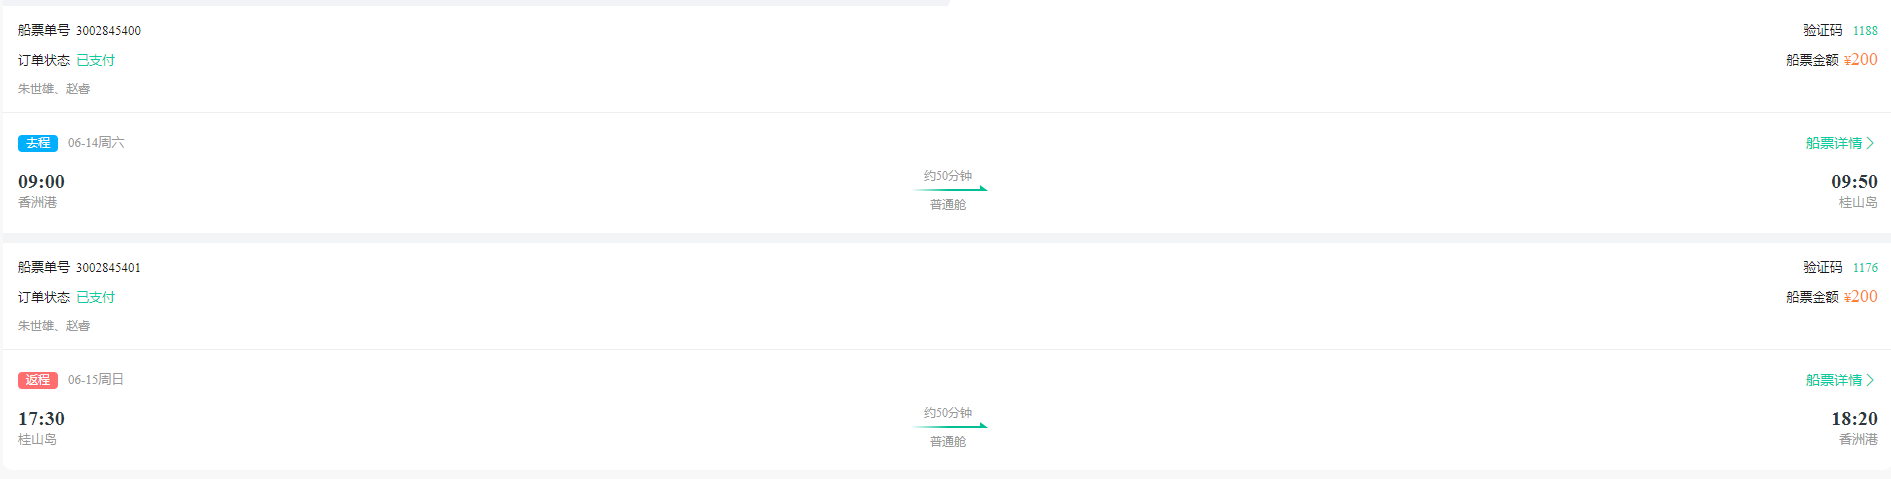 船票单号 3002845400 验证码 1188
订单状态 已支付 船票金额 ¥200
朱世雄、赵睿
去程 06-14周六 船票详情
约50分钟
09:00 09:50
香洲港 普通舱 桂山岛
船票单号 3002845401 验证码 1176
订单状态 已支付 船票金额 ¥200
朱世雄、赵睿
返程 06-15周日 船票详情
约50分钟
17:30 18:20
桂山岛 普通舱 香洲港